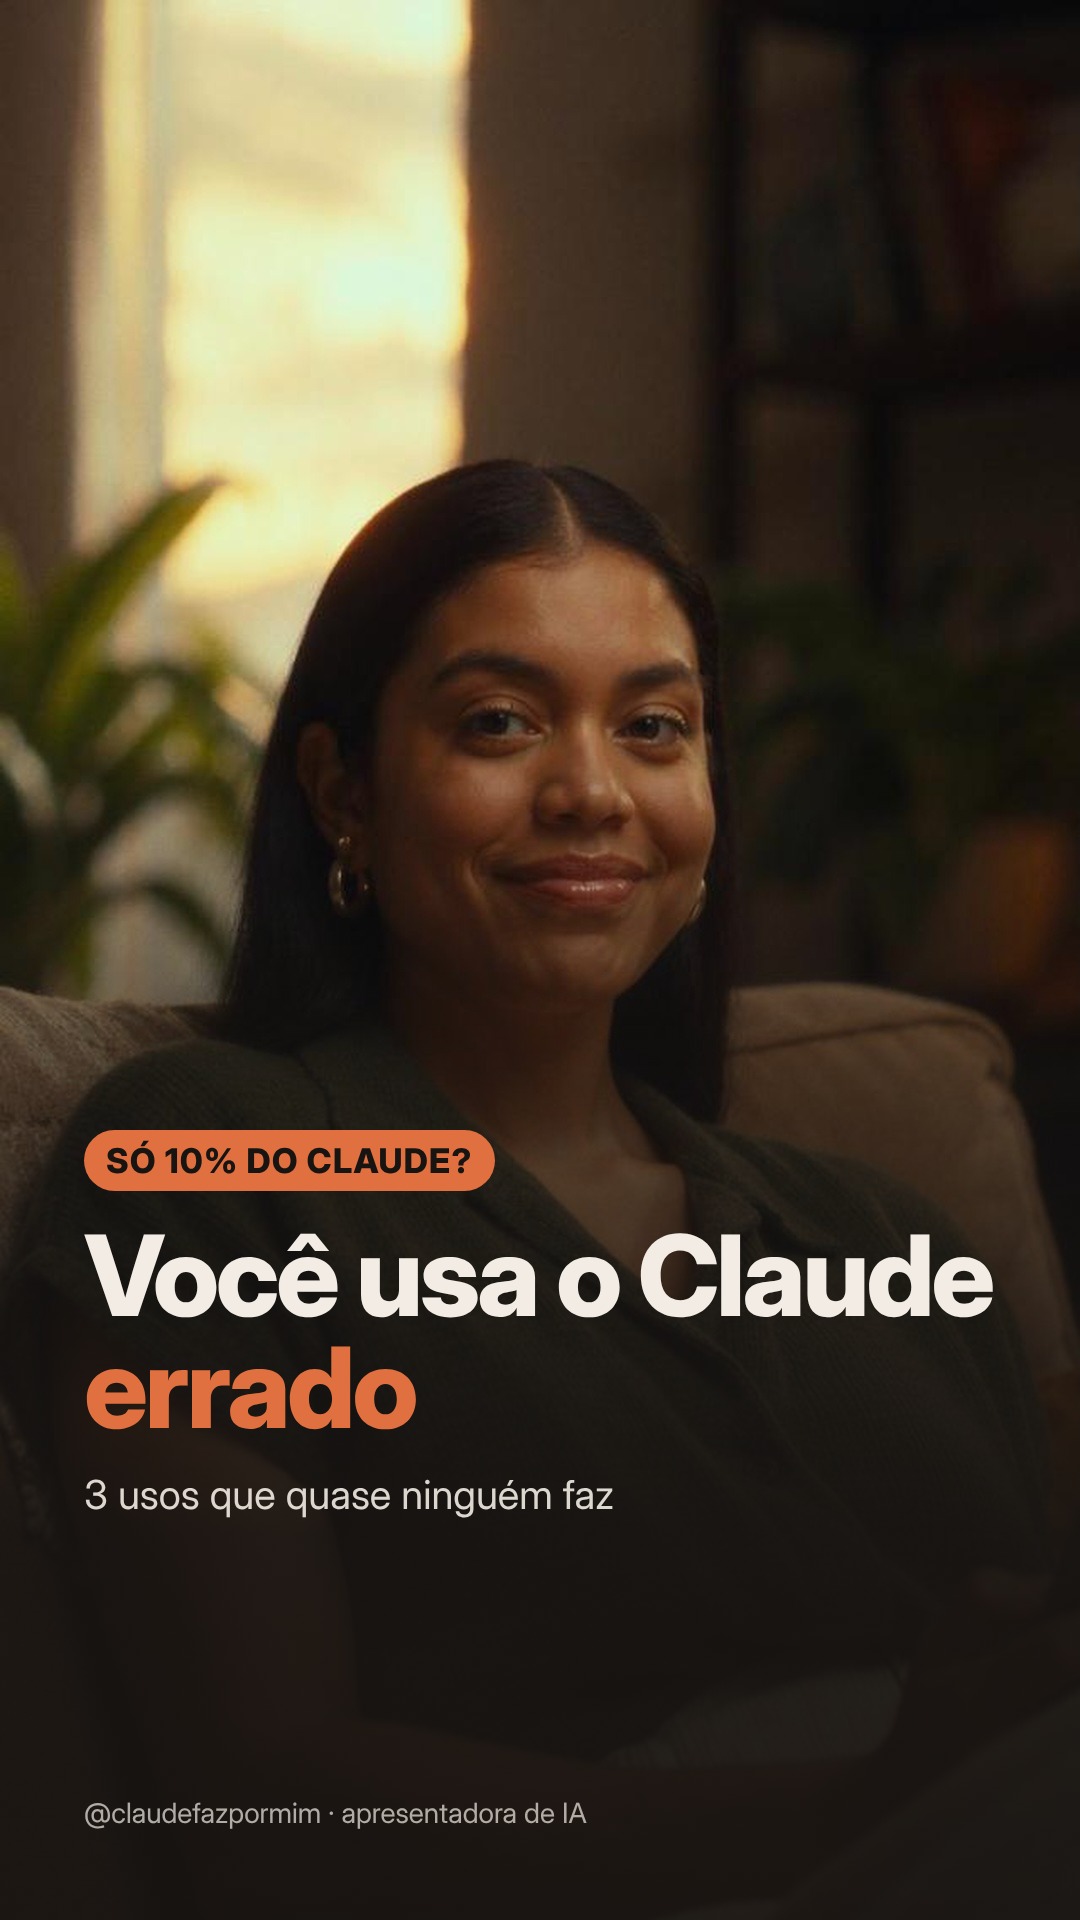 SÓ 10% DO CLAUDE?
Você usa o Claude
errado
3 usos que quase ninguém faz
@claudefazpormim · apresentadora de IA